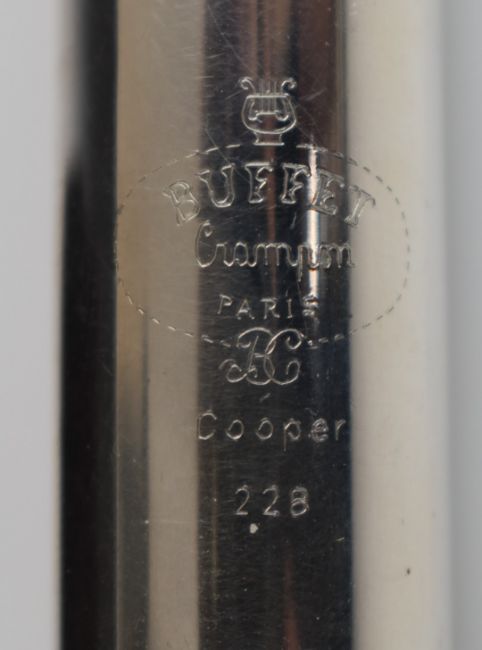 BUFFET
Crampon
PARIS
BC
Cooper
228